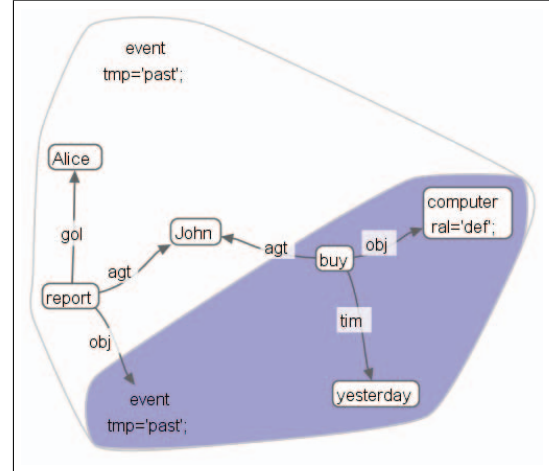 event
tmp='past';
Alice
computer
ral='def';
gol
John
agt
obj
buy
agt
report
tim
obj
yesterday
event
tmp='past';